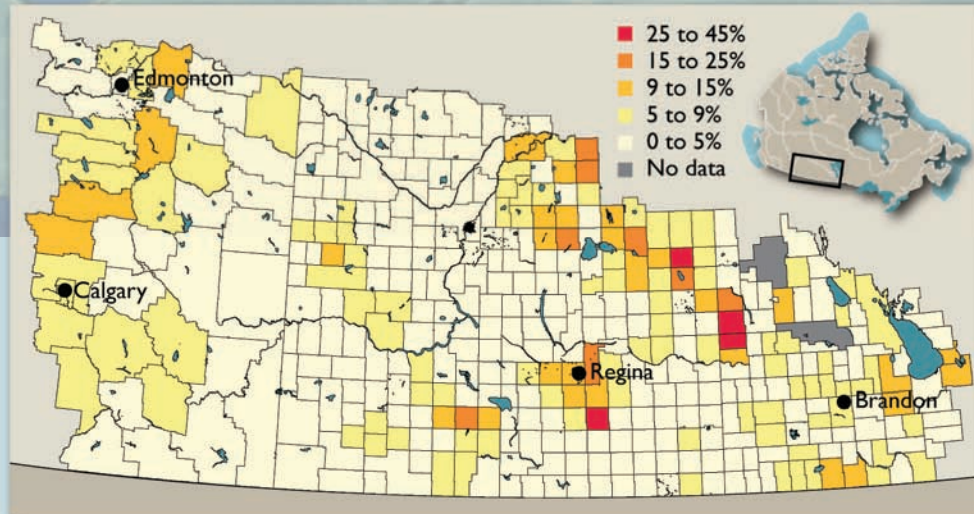 25 to 45%
15 to 25%
9 to 15%
5 to 9%
0 to 5%
No data
Edmonton
Calgary
Regina
Brandon